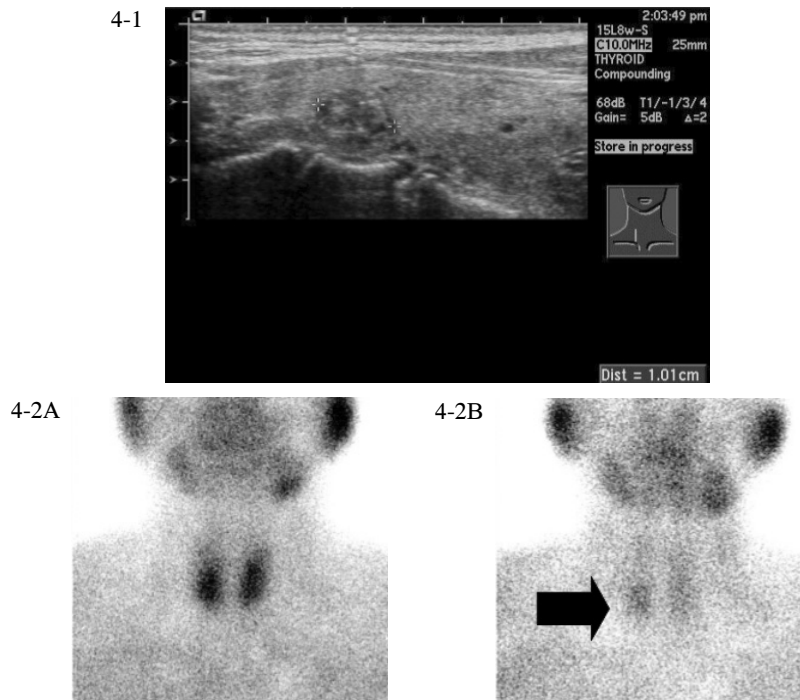 4-1
2:03:49 pm
15L8w-S
C10.0MHz 25mm
THYROID
Compounding
68dB T1/-1/3/4
Gain= 5dB Δ=2
Store in progress
Dist = 1.01cm
4-2A
4-2B